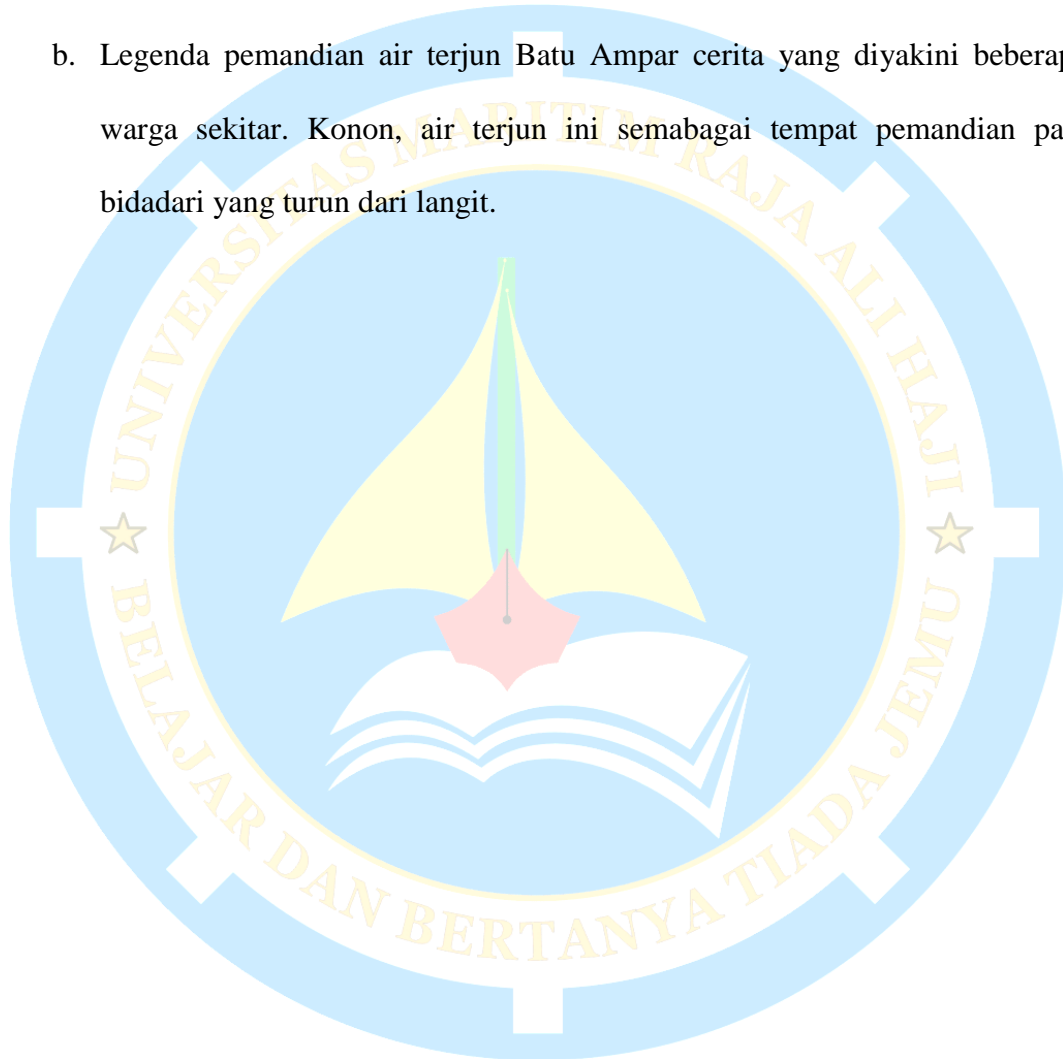 b. Legenda pemandian air terjun Batu Ampar cerita yang diyakini beberap
warga sekitar. Konon, air terjun ini semabagai tempat pemandian pa
bidadari yang turun dari langit.
UNIVERSITAS MARITIM RAJA ALI HAJI
BELAJAR DAN BERTANYA TIADA JEMU